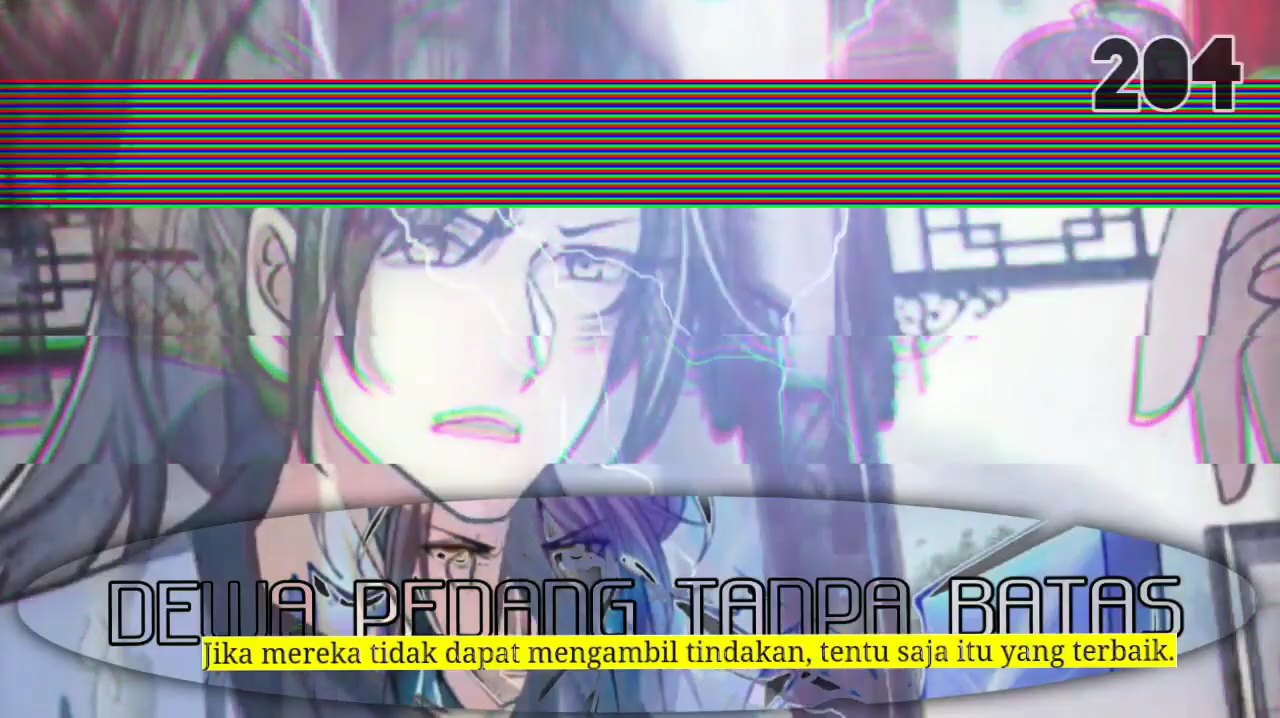 204
DEWA PEDANG TANPA BATAS
Jika mereka tidak dapat mengambil tindakan, tentu saja itu yang terbaik.